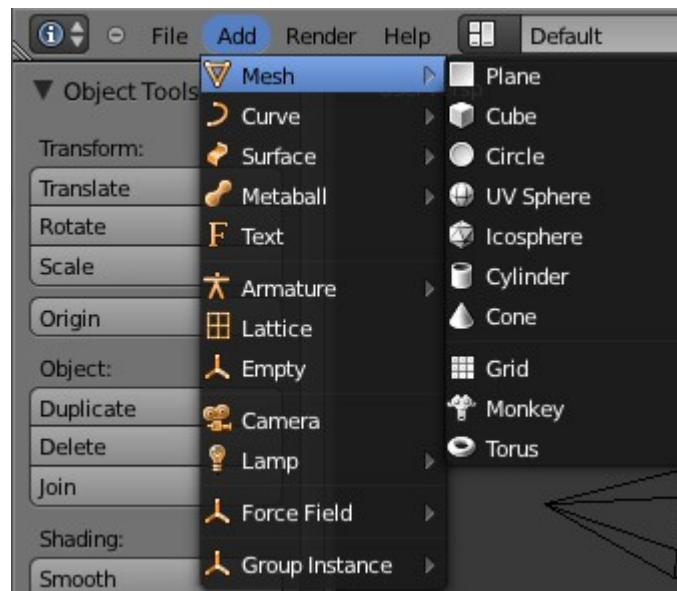 File Add Render Help Default
Object Tools
Transform:
Translate
Rotate
Scale
Origin
Object:
Duplicate
Delete
Join
Shading:
Smooth
Mesh
Curve
Surface
Metaball
Text
Armature
Lattice
Empty
Camera
Lamp
Force Field
Group Instance
Plane
Cube
Circle
UV Sphere
Icosphere
Cylinder
Cone
Grid
Monkey
Torus